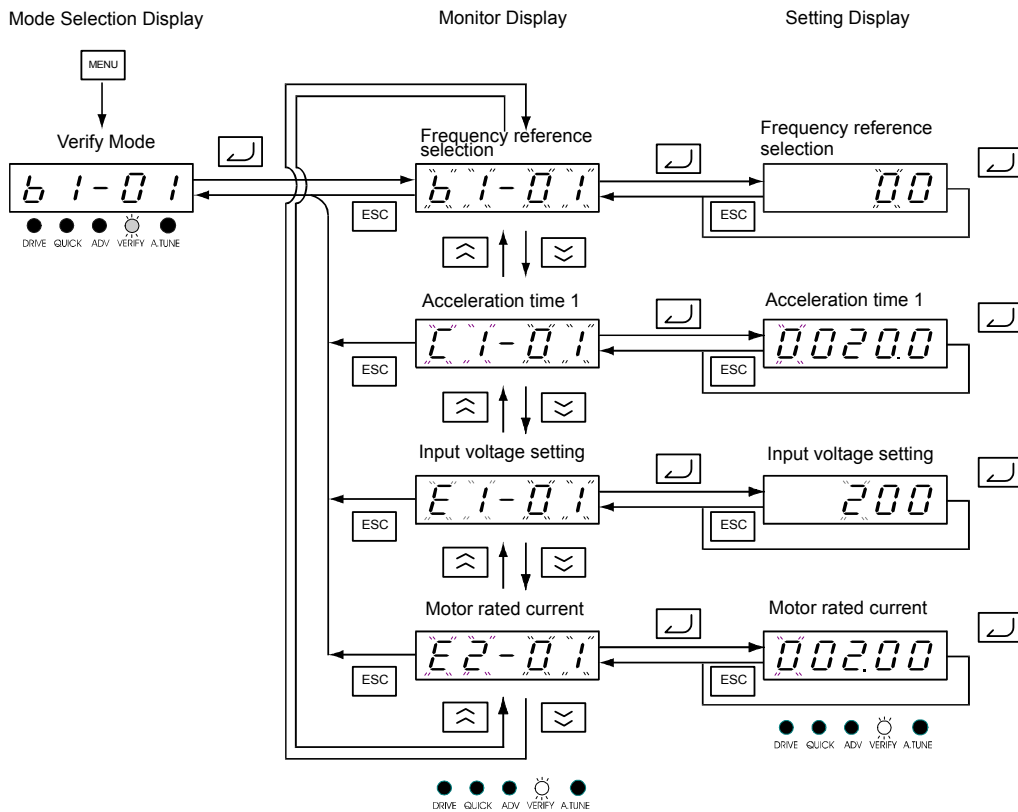 Mode Selection Display
Monitor Display
Setting Display
MENU
Verify Mode
b1-01
DRIVE QUICK ADV VERIFY A.TUNE
ESC
Frequency reference
selection
b1-01
ESC
Frequency reference
selection
00
Acceleration time 1
C1-01
ESC
ESC
Acceleration time 1
0020.0
Input voltage setting
E1-01
ESC
ESC
Input voltage setting
200
Motor rated current
E2-01
ESC
ESC
Motor rated current
002.00
DRIVE QUICK ADV VERIFY A.TUNE
DRIVE QUICK ADV VERIFY A.TUNE